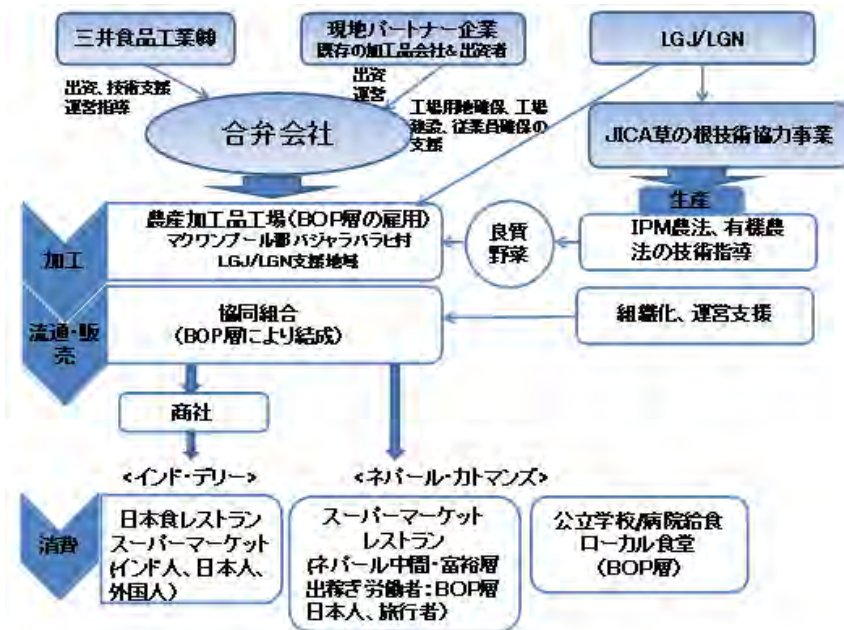 三井食品工業㈱
現地パートナー企業
既存の加工品会社&出資者
LGJ/LGN
出資、技術支援
運営指導
出資
運営
工場用地確保、工場
建設、従業員確保の
支援
合弁会社
JICA草の根技術協力事業
生産
加工
農産加工品工場(BOP層の雇用)
マクワンプール郡バジャラバラヒ村
LGJ/LGN支援地域
良質
野菜
IPM農法、有機農
法の技術指導
流通・販
売
協同組合
(BOP層により結成)
組織化、運営支援
商社
<インド・デリー>
<ネパール・カトマンズ>
消費
日本食レストラン
スーパーマーケット
(インド人、日本人、
外国人)
スーパーマーケット
レストラン
(ネパール中間・富裕層
出稼ぎ労働者:BOP層
日本人、旅行者)
公立学校/病院給食
ローカル食堂
(BOP層)